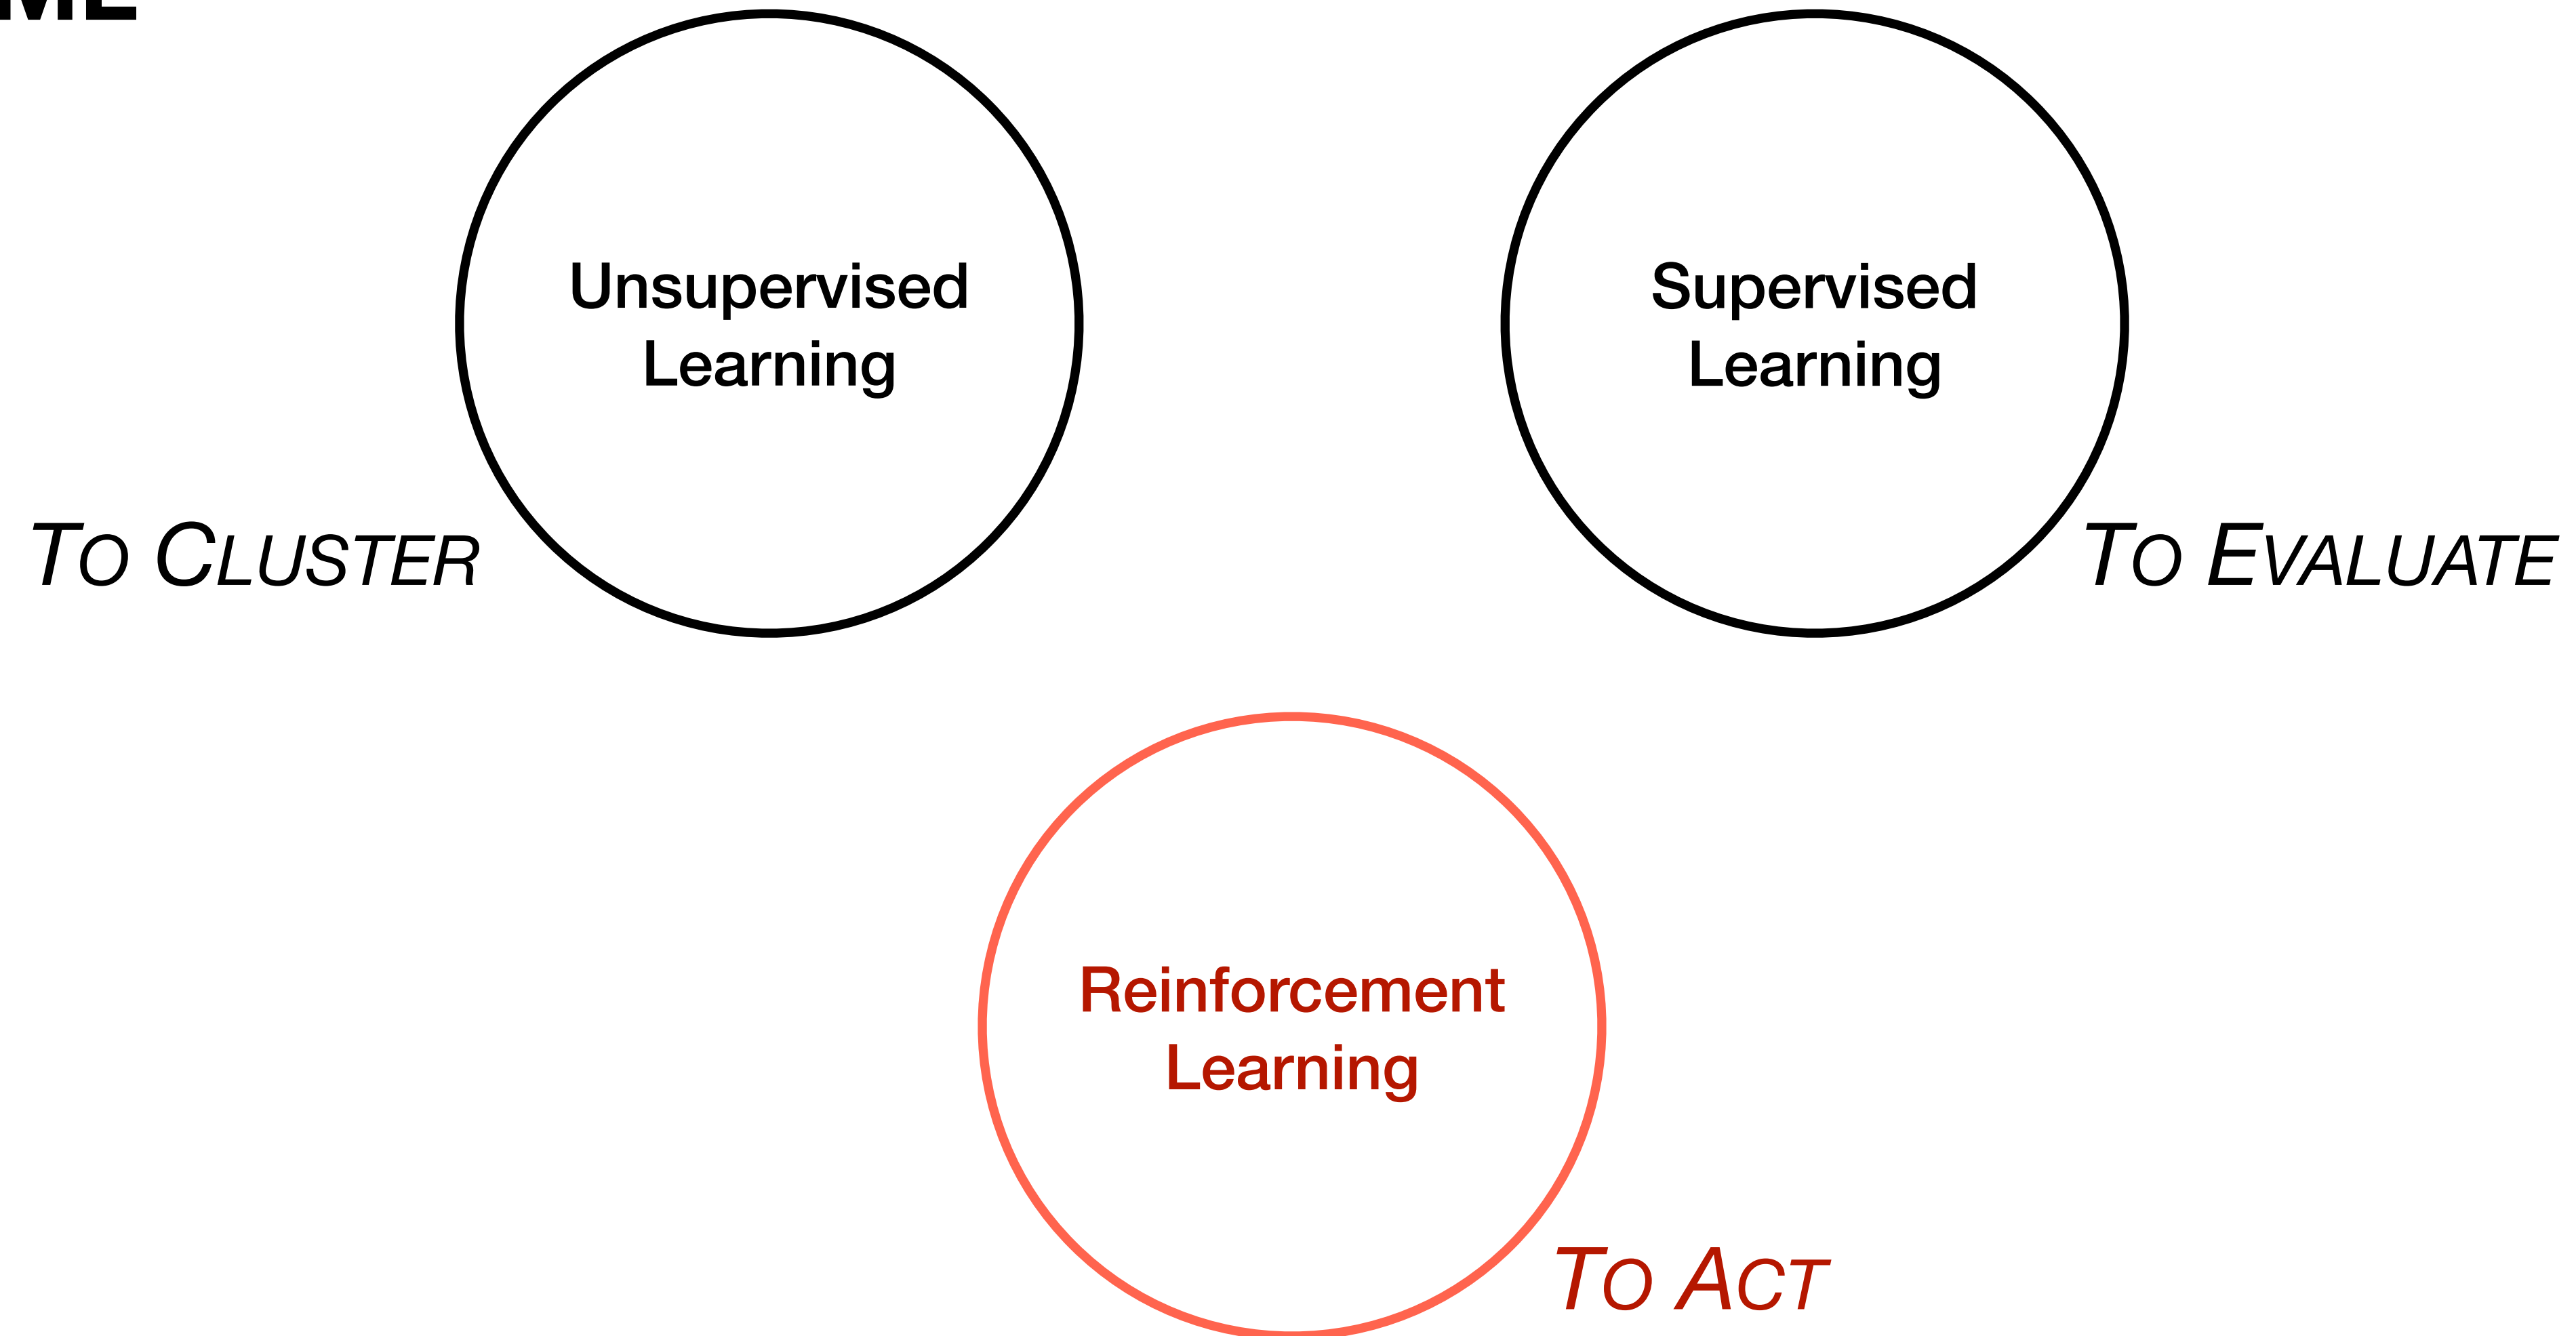 Unsupervised
Learning
Supervised
Learning
TO CLUSTER
TO EVALUATE
Reinforcement
Learning
TO ACT